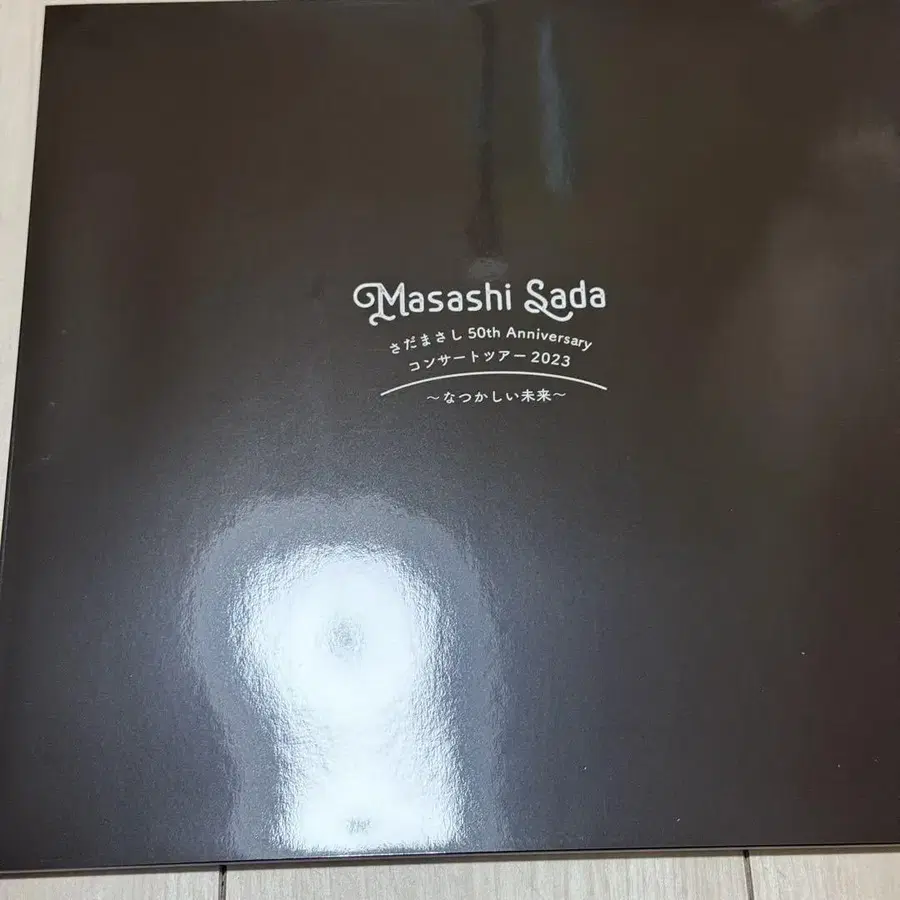 Masashi Sada
さだまさし 50th Anniversary
コンサートツアー 2023
～なつかしい未来～